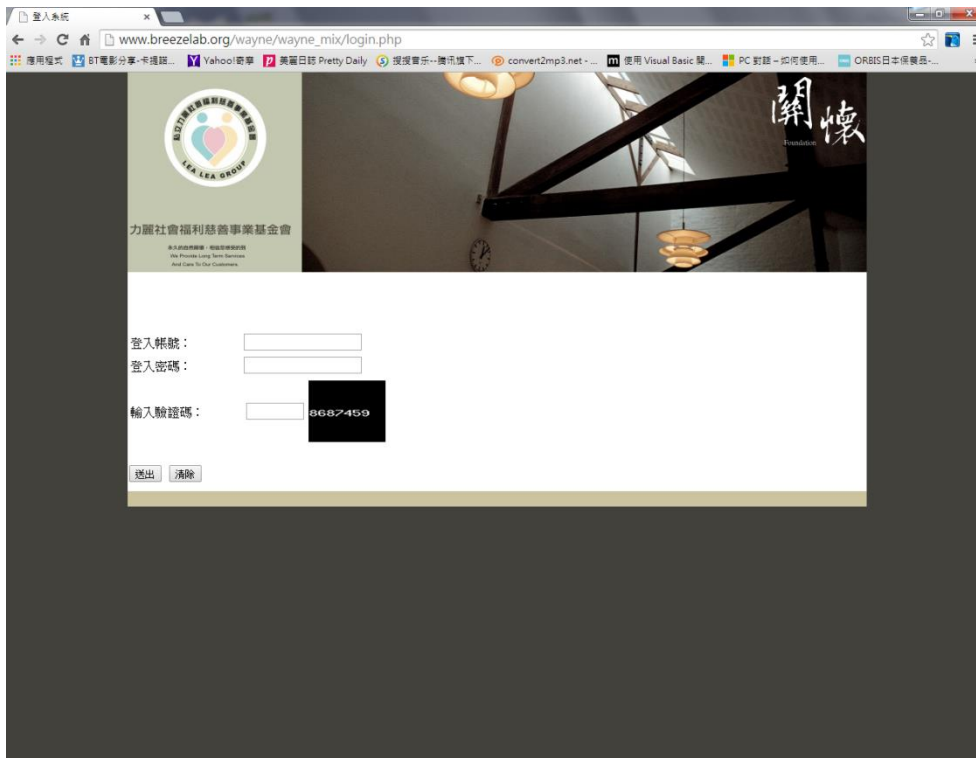 登入系統
www.breezelab.org/wayne/wayne_mix/login.php
應用程式 BT電影分享-卡提諾... Yahoo!奇摩 美麗日誌 Pretty Daily 搜搜音乐--腾讯旗下... convert2mp3.net - ... 使用 Visual Basic 開... PC 對話 – 如何使用... ORBIS日本保養品-...
私立力麗社會福利慈善事業基金會
LEA LEA GROUP
關懷
Foundation
力麗社會福利慈善事業基金會
We Provide Long Term Services
And Care To Our Customers
登入帳號：
登入密碼：
輸入驗證碼： 8687459
送出 清除